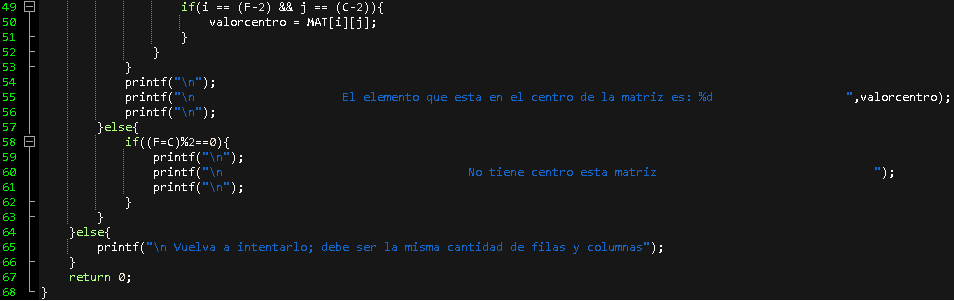 49 if(i == (F-2) && j == (C-2)){
50 valorcentro = MAT[i][j];
51 }
52 }
53 }
54 printf("\n");
55 printf("\n El elemento que esta en el centro de la matriz es: %d ",valorcentro);
56 printf("\n");
57 }else{
58 if((F=C)%2==0){
59 printf("\n");
60 printf("\n No tiene centro esta matriz ");
61 printf("\n");
62 }
63 }
64 }else{
65 printf("\n Vuelva a intentarlo; debe ser la misma cantidad de filas y columnas");
66 }
67 return 0;
68 }